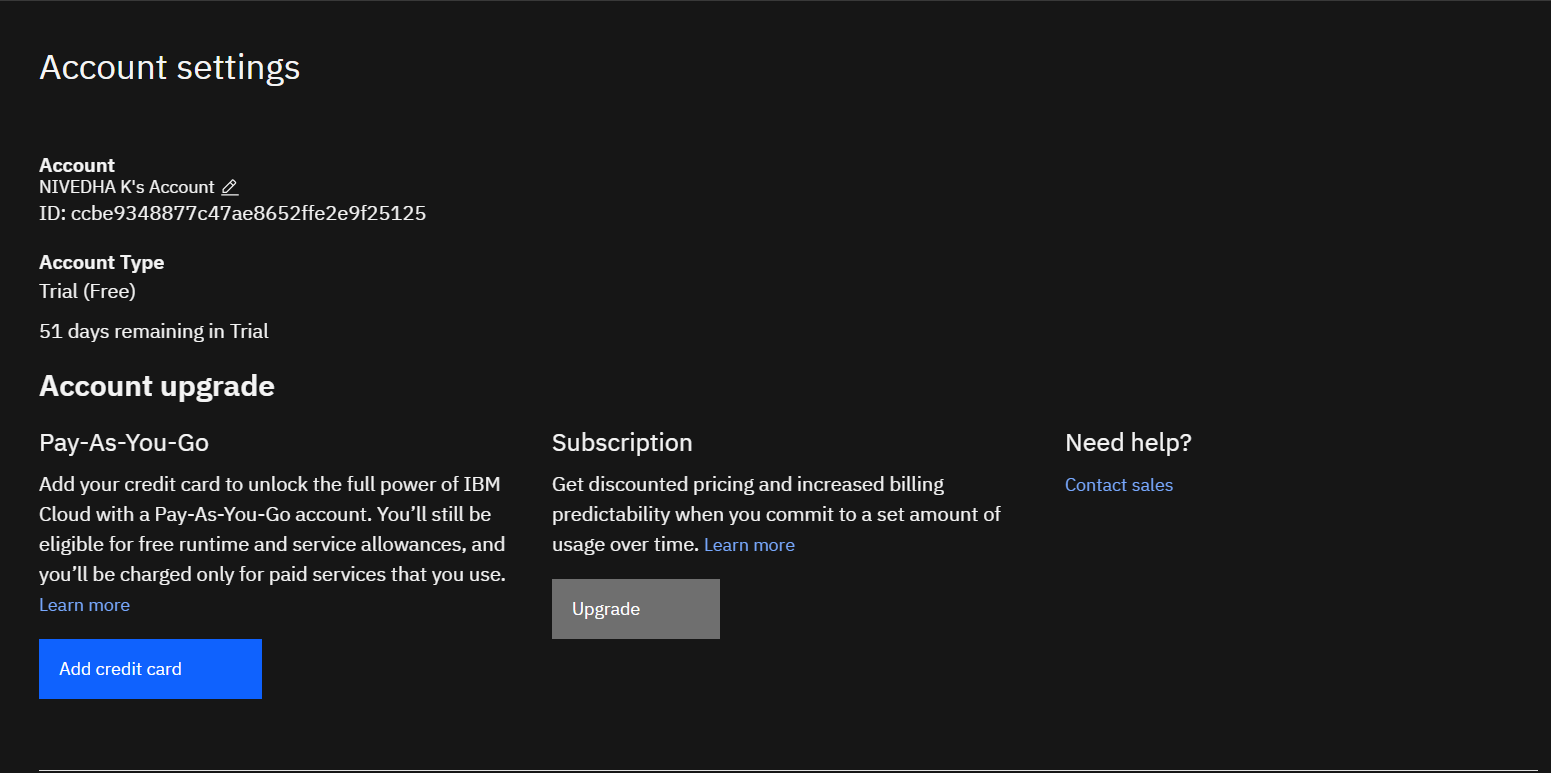 Account settings
Account
NIVEDHA K's Account
ID: ccbe9348877c47ae8652ffe2e9f25125
Account Type
Trial (Free)
51 days remaining in Trial
Account upgrade
Pay-As-You-Go
Add your credit card to unlock the full power of IBM
Cloud with a Pay-As-You-Go account. You’ll still be
eligible for free runtime and service allowances, and
you’ll be charged only for paid services that you use.
Learn more
Add credit card
Subscription
Get discounted pricing and increased billing
predictability when you commit to a set amount of
usage over time. Learn more
Upgrade
Need help?
Contact sales